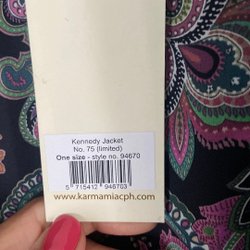 Kennedy Jacket
No. 75 (limited)
One size - style no. 94670
5 715412 946703
www.karmamiacph.com